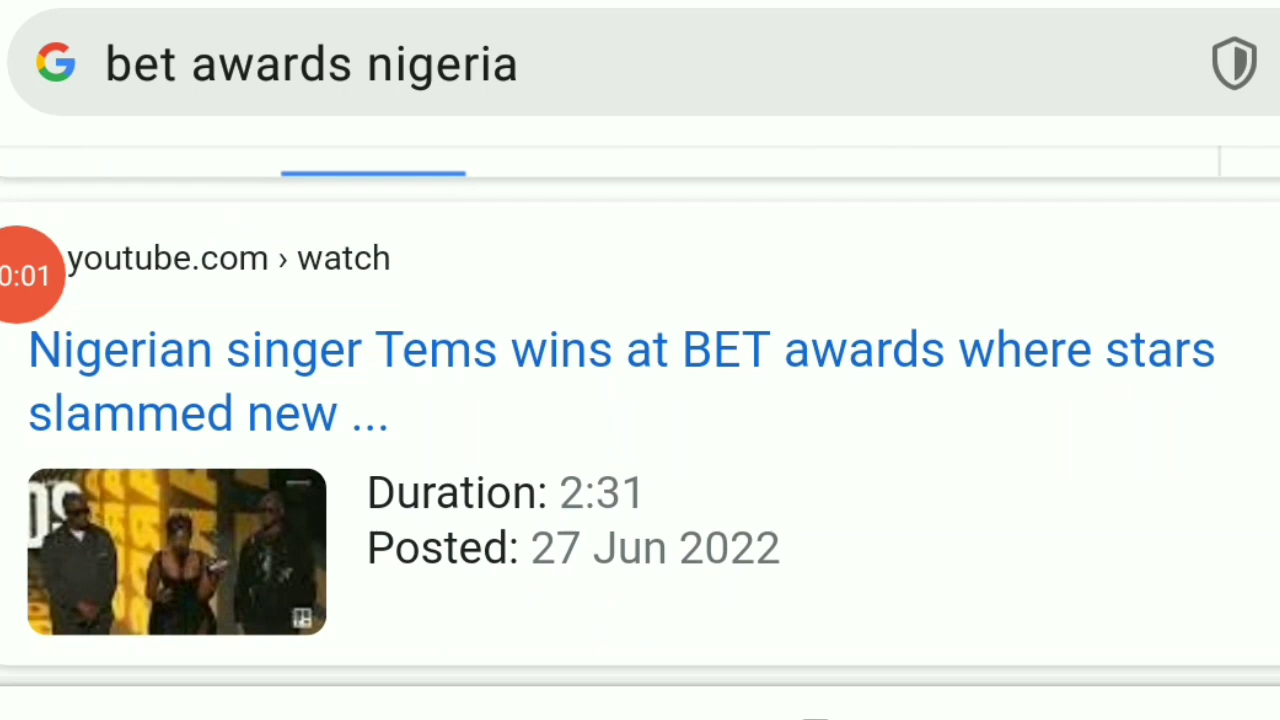 bet awards nigeria
0:01
youtube.com › watch
Nigerian singer Tems wins at BET awards where stars
slammed new ...
Duration: 2:31
Posted: 27 Jun 2022